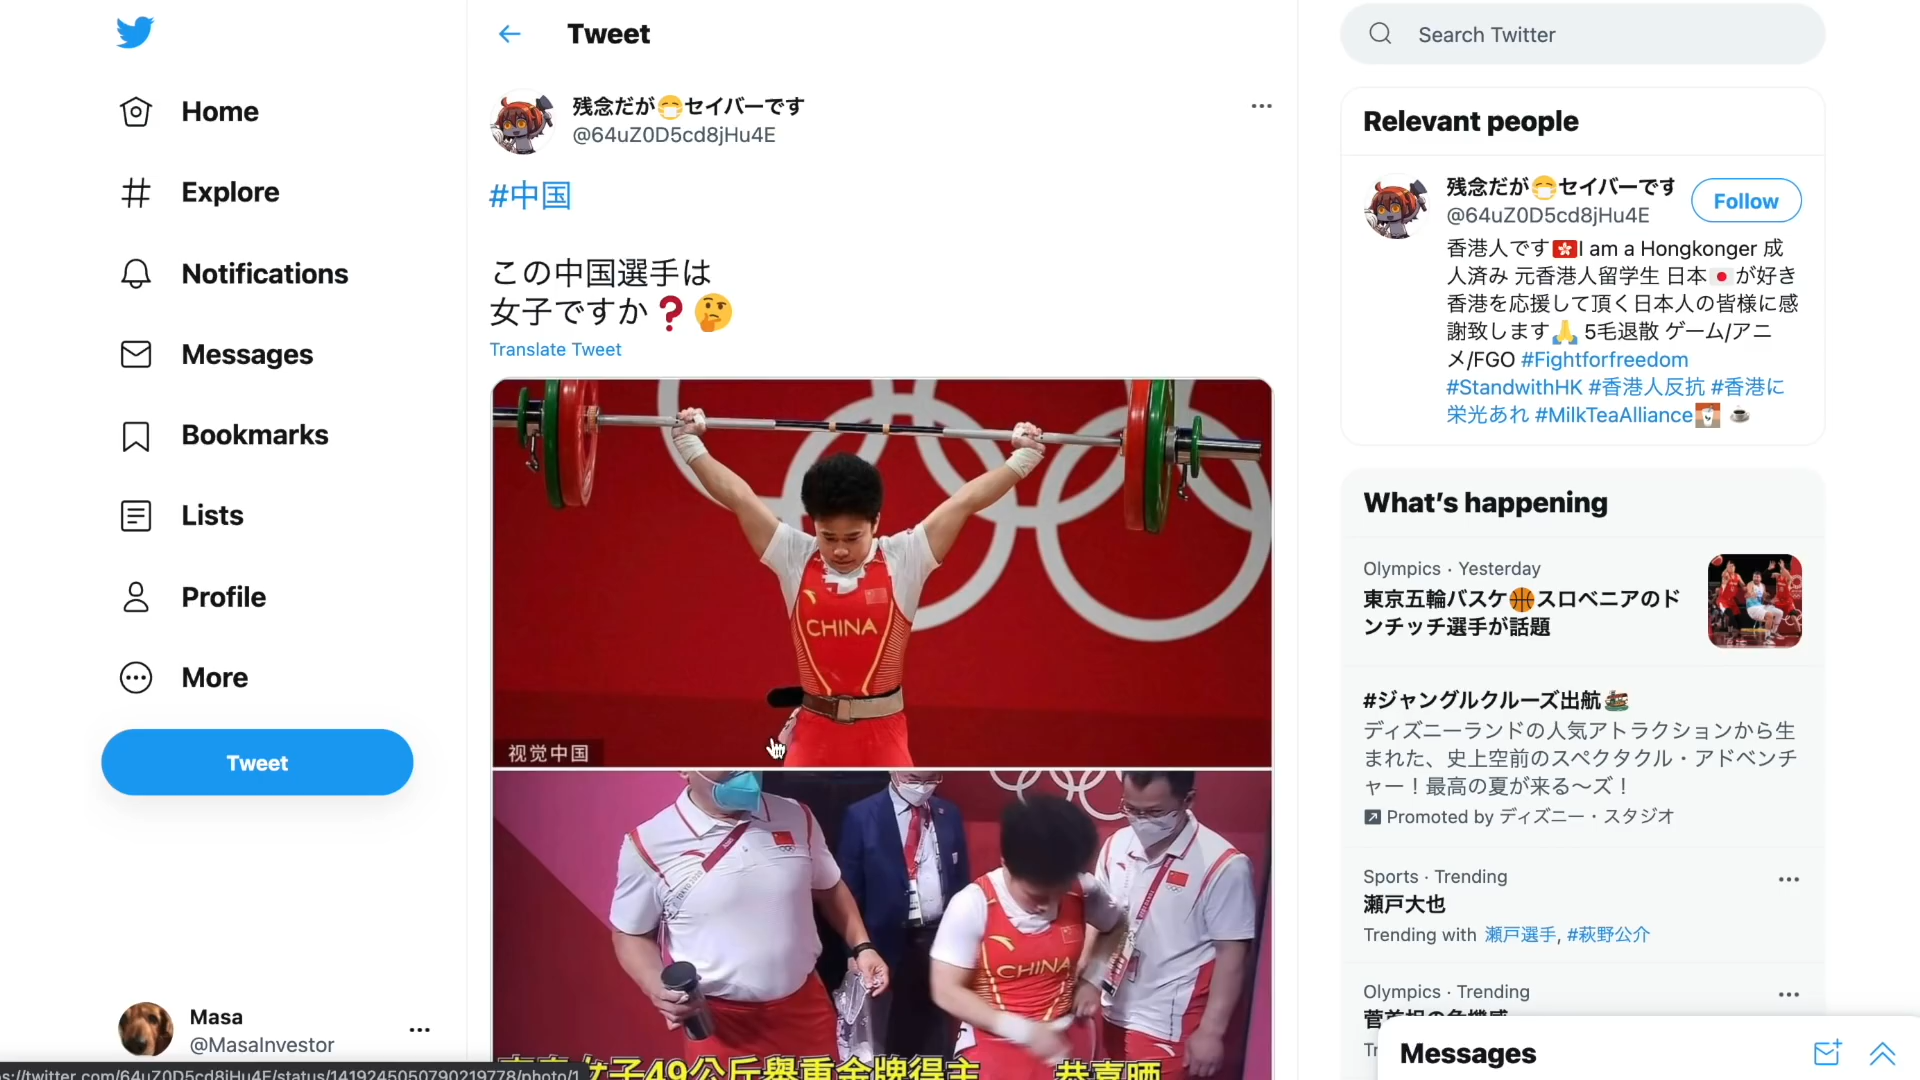 Home
Explore
Notifications
Messages
Bookmarks
Lists
Profile
More
Tweet
Masa
@MasaInvestor
Tweet
残念だが😷セイバーです
@64uZ0D5cd8jHu4E
#中国
この中国選手は
女子ですか❓🤔
Translate Tweet
CHINA
视觉中国
CHINA
女子49公斤舉重金牌得主
s://twitter.com/64uZ0D5cd8jHu4E/status/1419245050790219778/photo/1
Search Twitter
Relevant people
残念だが😷セイバーです
@64uZ0D5cd8jHu4E
Follow
香港人です🇭🇰I am a Hongkonger 成
人済み 元香港人留学生 日本🇯🇵が好き
香港を応援して頂く日本人の皆様に感
謝致します🙏 5毛退散 ゲーム/アニ
メ/FGO #Fightforfreedom
#StandwithHK #香港人反抗 #香港に
栄光あれ #MilkTeaAlliance
What's happening
Olympics · Yesterday
東京五輪バスケ🏀スロベニアのド
ンチッチ選手が話題
#ジャングルクルーズ出航
ディズニーランドの人気アトラクションから生
まれた、史上空前のスペクタクル・アドベンチ
ャー！最高の夏が来る〜ズ！
Promoted by ディズニー・スタジオ
Sports · Trending
瀬戸大也
Trending with 瀬戸選手, #萩野公介
Olympics · Trending
菅首相の危機感
Messages